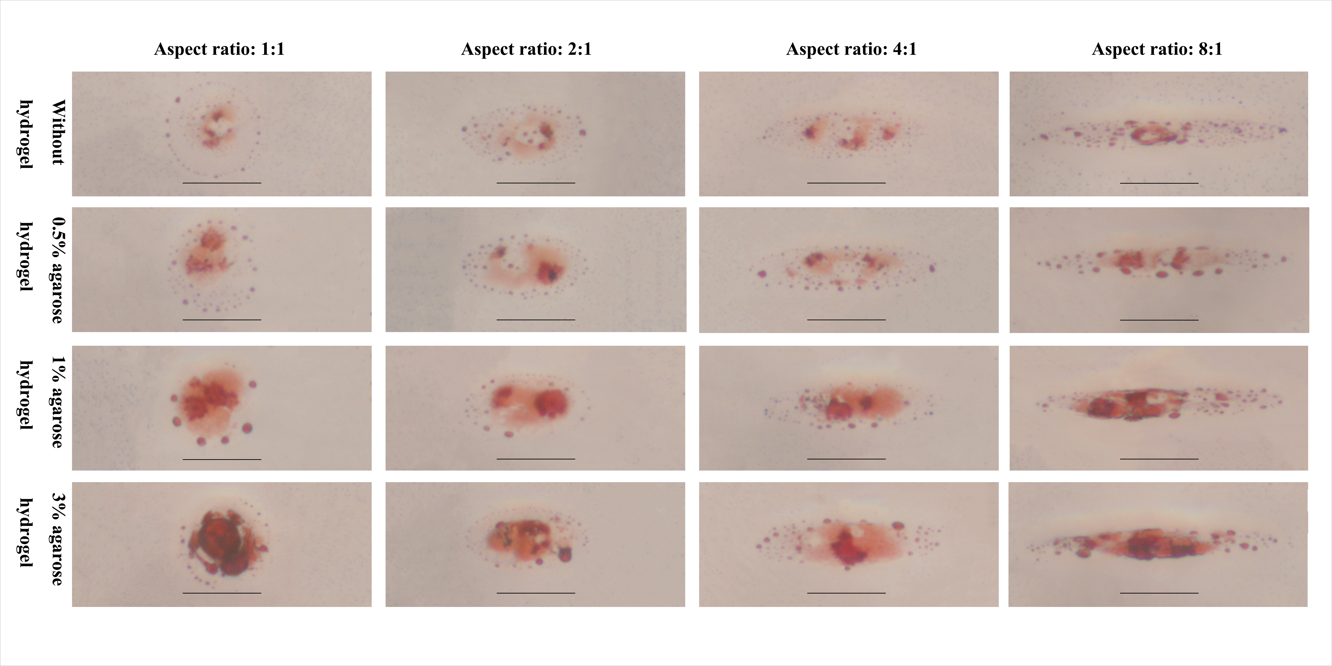 Aspect ratio: 1:1
Aspect ratio: 2:1
Aspect ratio: 4:1
Aspect ratio: 8:1
Without
hydrogel
0.5% agarose
hydrogel
1% agarose
hydrogel
3% agarose
hydrogel